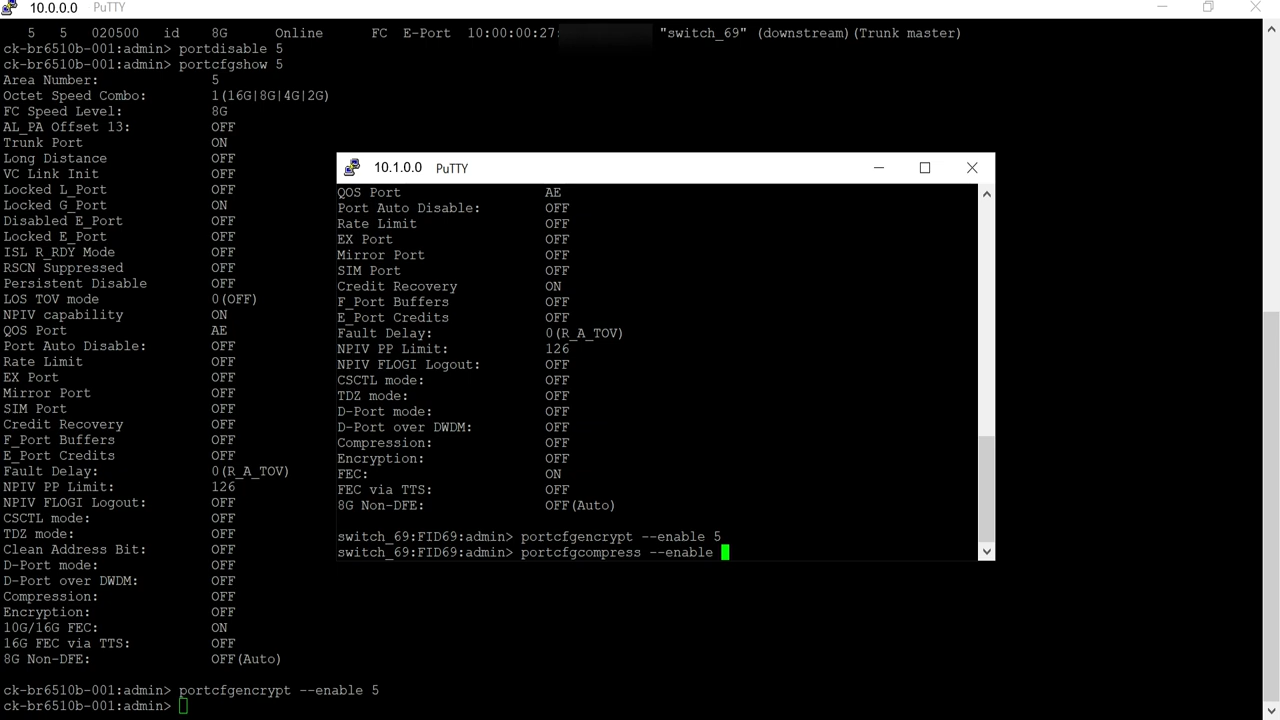 10.0.0.0 PuTTY
5 5 020500 id 8G Online FC E-Port 10:00:00:27: "switch_69" (downstream)(Trunk master)
ck-br6510b-001:admin> portdisable 5
ck-br6510b-001:admin> portcfgshow 5
Area Number: 5
Octet Speed Combo: 1(16G|8G|4G|2G)
FC Speed Level: 8G
AL_PA Offset 13: OFF
Trunk Port ON
Long Distance OFF
VC Link Init OFF
Locked L_Port OFF
Locked G_Port ON
Disabled E_Port OFF
Locked E_Port OFF
ISL R_RDY Mode OFF
RSCN Suppressed OFF
Persistent Disable OFF
LOS TOV mode 0(OFF)
NPIV capability ON
QOS Port AE
Port Auto Disable: OFF
Rate Limit OFF
EX Port OFF
Mirror Port OFF
SIM Port OFF
Credit Recovery ON
F_Port Buffers OFF
E_Port Credits OFF
Fault Delay: 0(R_A_TOV)
NPIV PP Limit: 126
NPIV FLOGI Logout: OFF
CSCTL mode: OFF
TDZ mode: OFF
Clean Address Bit: OFF
D-Port mode: OFF
D-Port over DWDM: OFF
Compression: OFF
Encryption: OFF
10G/16G FEC: ON
16G FEC via TTS: OFF
8G Non-DFE: OFF(Auto)
ck-br6510b-001:admin> portcfgencrypt --enable 5
ck-br6510b-001:admin>
10.1.0.0 PuTTY
QOS Port AE
Port Auto Disable: OFF
Rate Limit OFF
EX Port OFF
Mirror Port OFF
SIM Port OFF
Credit Recovery ON
F_Port Buffers OFF
E_Port Credits OFF
Fault Delay: 0(R_A_TOV)
NPIV PP Limit: 126
NPIV FLOGI Logout: OFF
CSCTL mode: OFF
TDZ mode: OFF
D-Port mode: OFF
D-Port over DWDM: OFF
Compression: OFF
Encryption: OFF
FEC: ON
FEC via TTS: OFF
8G Non-DFE: OFF(Auto)
switch_69:FID69:admin> portcfgencrypt --enable 5
switch_69:FID69:admin> portcfgcompress --enable